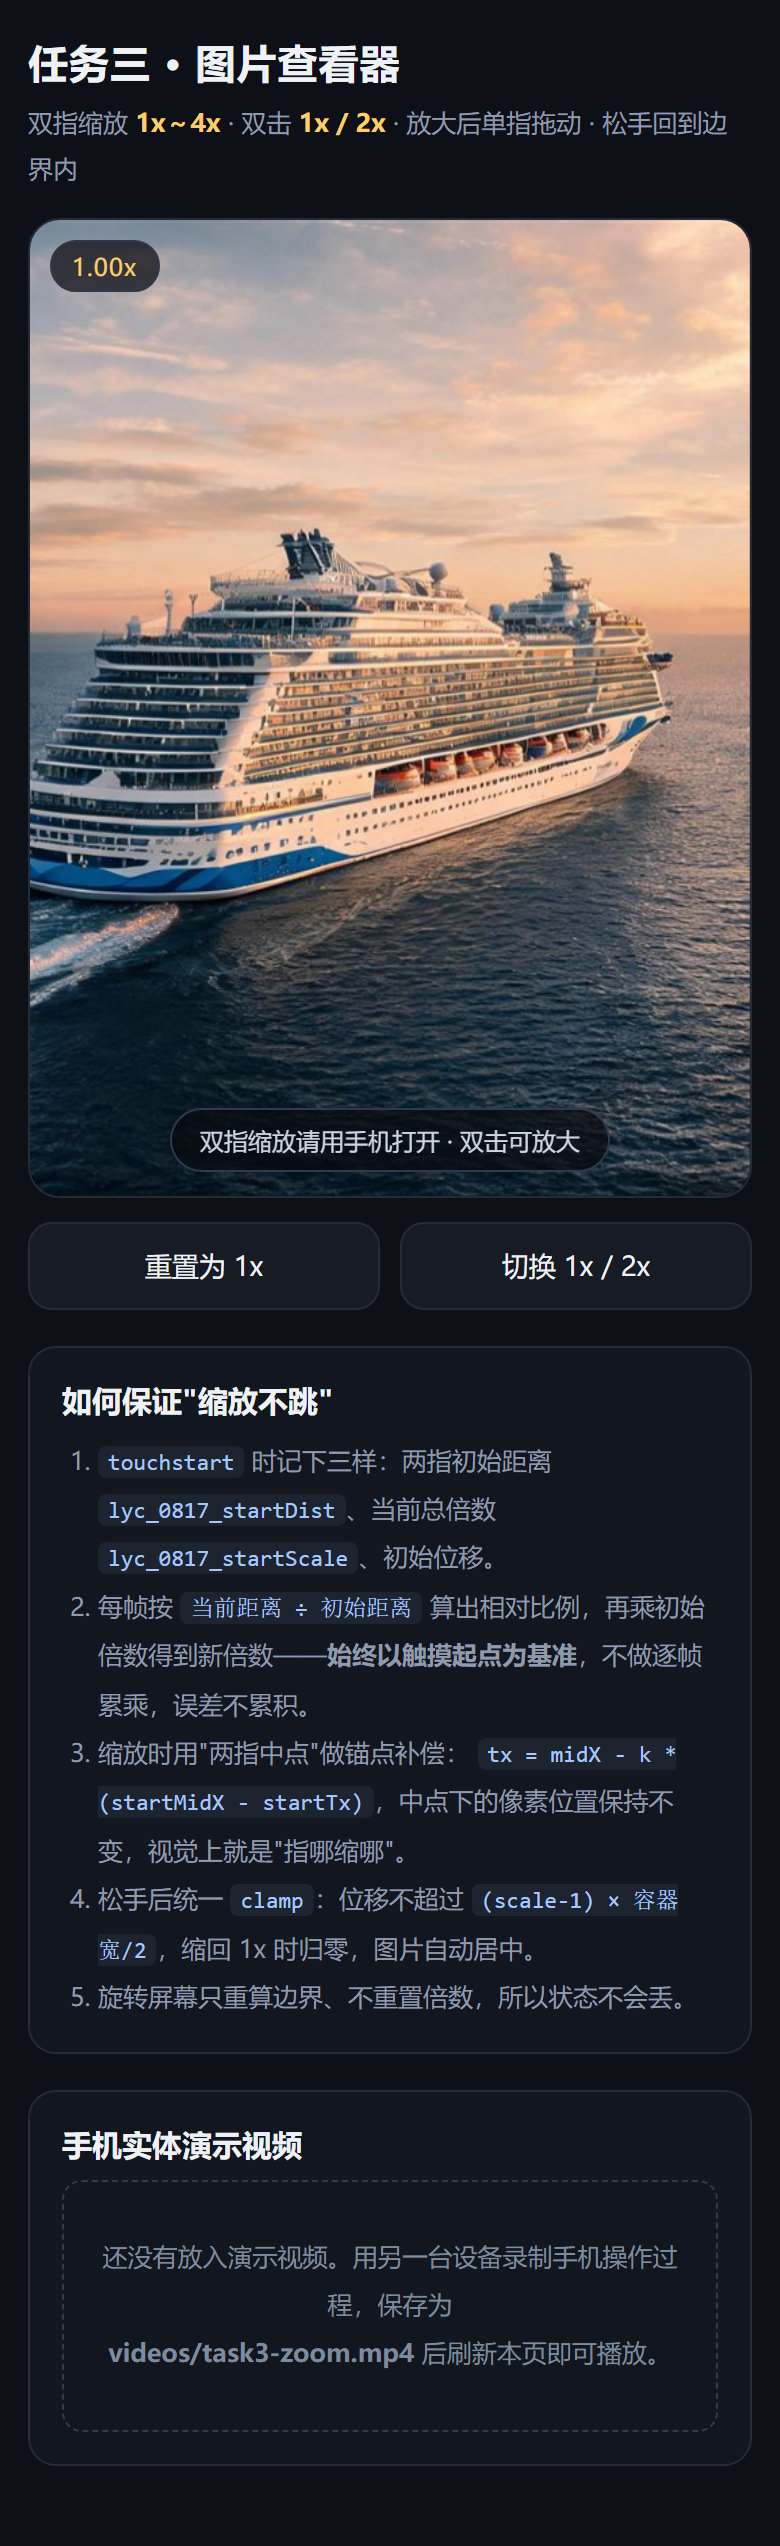 任务三 · 图片查看器
双指缩放 1x~4x · 双击 1x / 2x · 放大后单指拖动 · 松手回到边
界内
1.00x
双指缩放请用手机打开 · 双击可放大
重置为 1x
切换 1x / 2x
如何保证"缩放不跳"
1. touchstart 时记下三样：两指初始距离
lyc_0817_startDist、当前总倍数
lyc_0817_startScale、初始位移。
2. 每帧按 当前距离 ÷ 初始距离 算出相对比例，再乘初始
倍数得到新倍数——始终以触摸起点为基准，不做逐帧
累乘，误差不累积。
3. 缩放时用"两指中点"做锚点补偿： tx = midX - k *
(startMidX - startTx)，中点下的像素位置保持不
变，视觉上就是"指哪缩哪"。
4. 松手后统一 clamp：位移不超过 (scale-1) × 容器
宽/2，缩回 1x 时归零，图片自动居中。
5. 旋转屏幕只重算边界、不重置倍数，所以状态不会丢。
手机实体演示视频
还没有放入演示视频。用另一台设备录制手机操作过
程，保存为
videos/task3-zoom.mp4 后刷新本页即可播放。